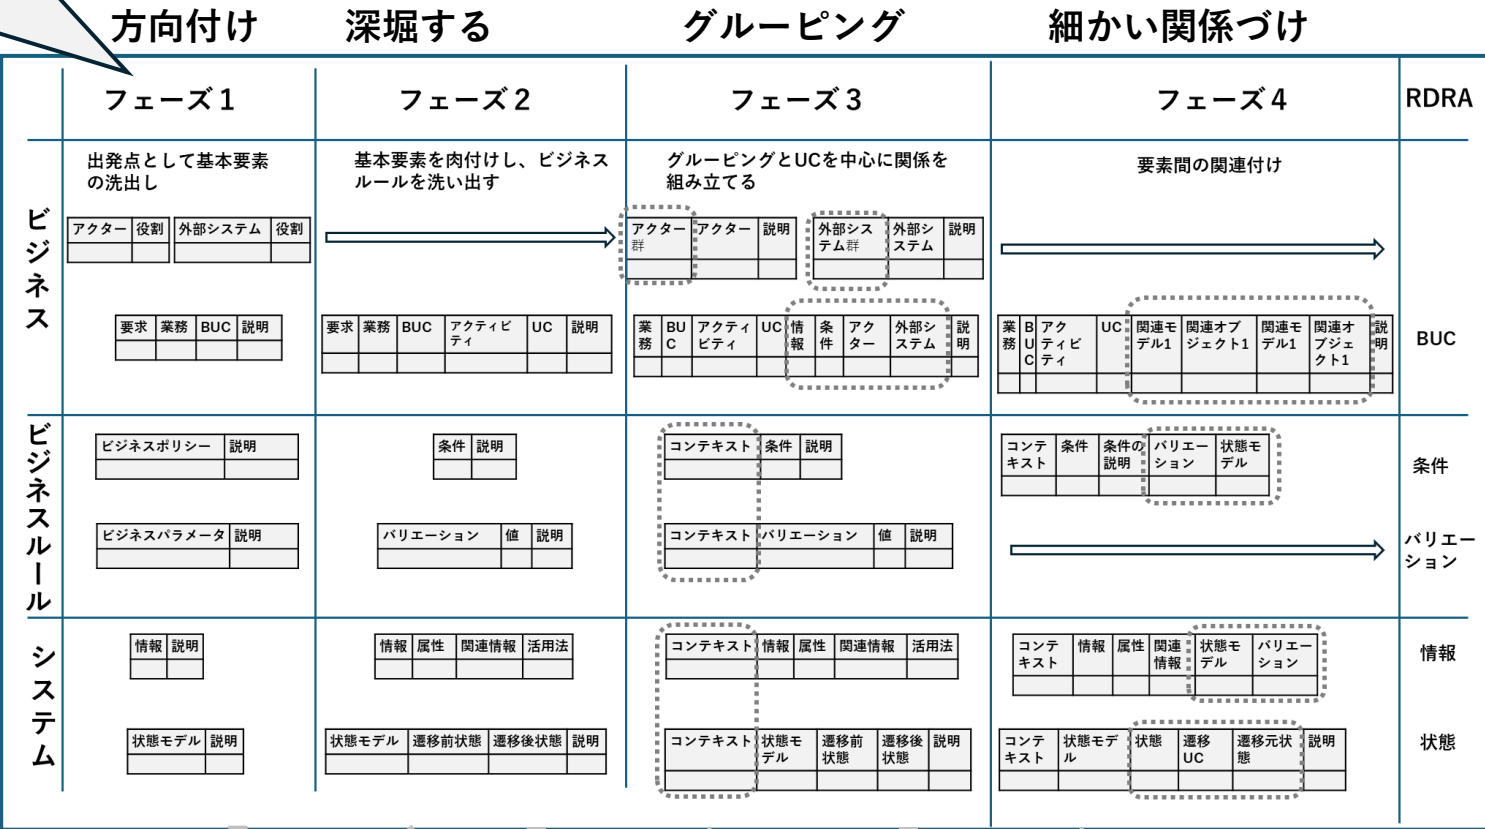 方向付け
深堀する
グルーピング
細かい関係づけ
フェーズ1
フェーズ2
フェーズ3
フェーズ4
RDRA
ビジネス
出発点として基本要素
の洗出し
基本要素を肉付けし、ビジネス
ルールを洗い出す
グルーピングとUCを中心に関係を
組み立てる
要素間の関連付け
アクター 役割
外部システム 役割
アクター
群
アクター
説明
外部シス
テム群
外部シ
ステム
説明
要求 業務 BUC 説明
要求 業務 BUC
アクティビ
ティ
UC 説明
業
務
BU
C
アクティ
ビティ
UC
情
報
条
件
アク
ター
外部シ
ステム
説
明
業
務
B
U
C
アク
ティビ
ティ
UC
関連モ
デル1
関連オブ
ジェクト1
関連モ
デル1
関連オ
ブジェ
クト1
説
明
BUC
ビジネスルール
ビジネスポリシー 説明
条件 説明
コンテキスト 条件 説明
コンテ
キスト
条件
条件の
説明
バリエー
ション
状態モ
デル
条件
ビジネスパラメータ 説明
バリエーション 値 説明
コンテキスト バリエーション 値 説明
バリエー
ション
システム
情報 説明
情報 属性 関連情報 活用法
コンテキスト 情報 属性 関連情報 活用法
コンテ
キスト
情報
属性
関連
情報
状態モ
デル
バリエー
ション
情報
状態モデル 説明
状態モデル 遷移前状態 遷移後状態 説明
コンテキスト
状態モ
デル
遷移前
状態
遷移後
状態
説明
コンテ
キスト
状態モデ
ル
状態
遷移
UC
遷移元状
態
説明
状態